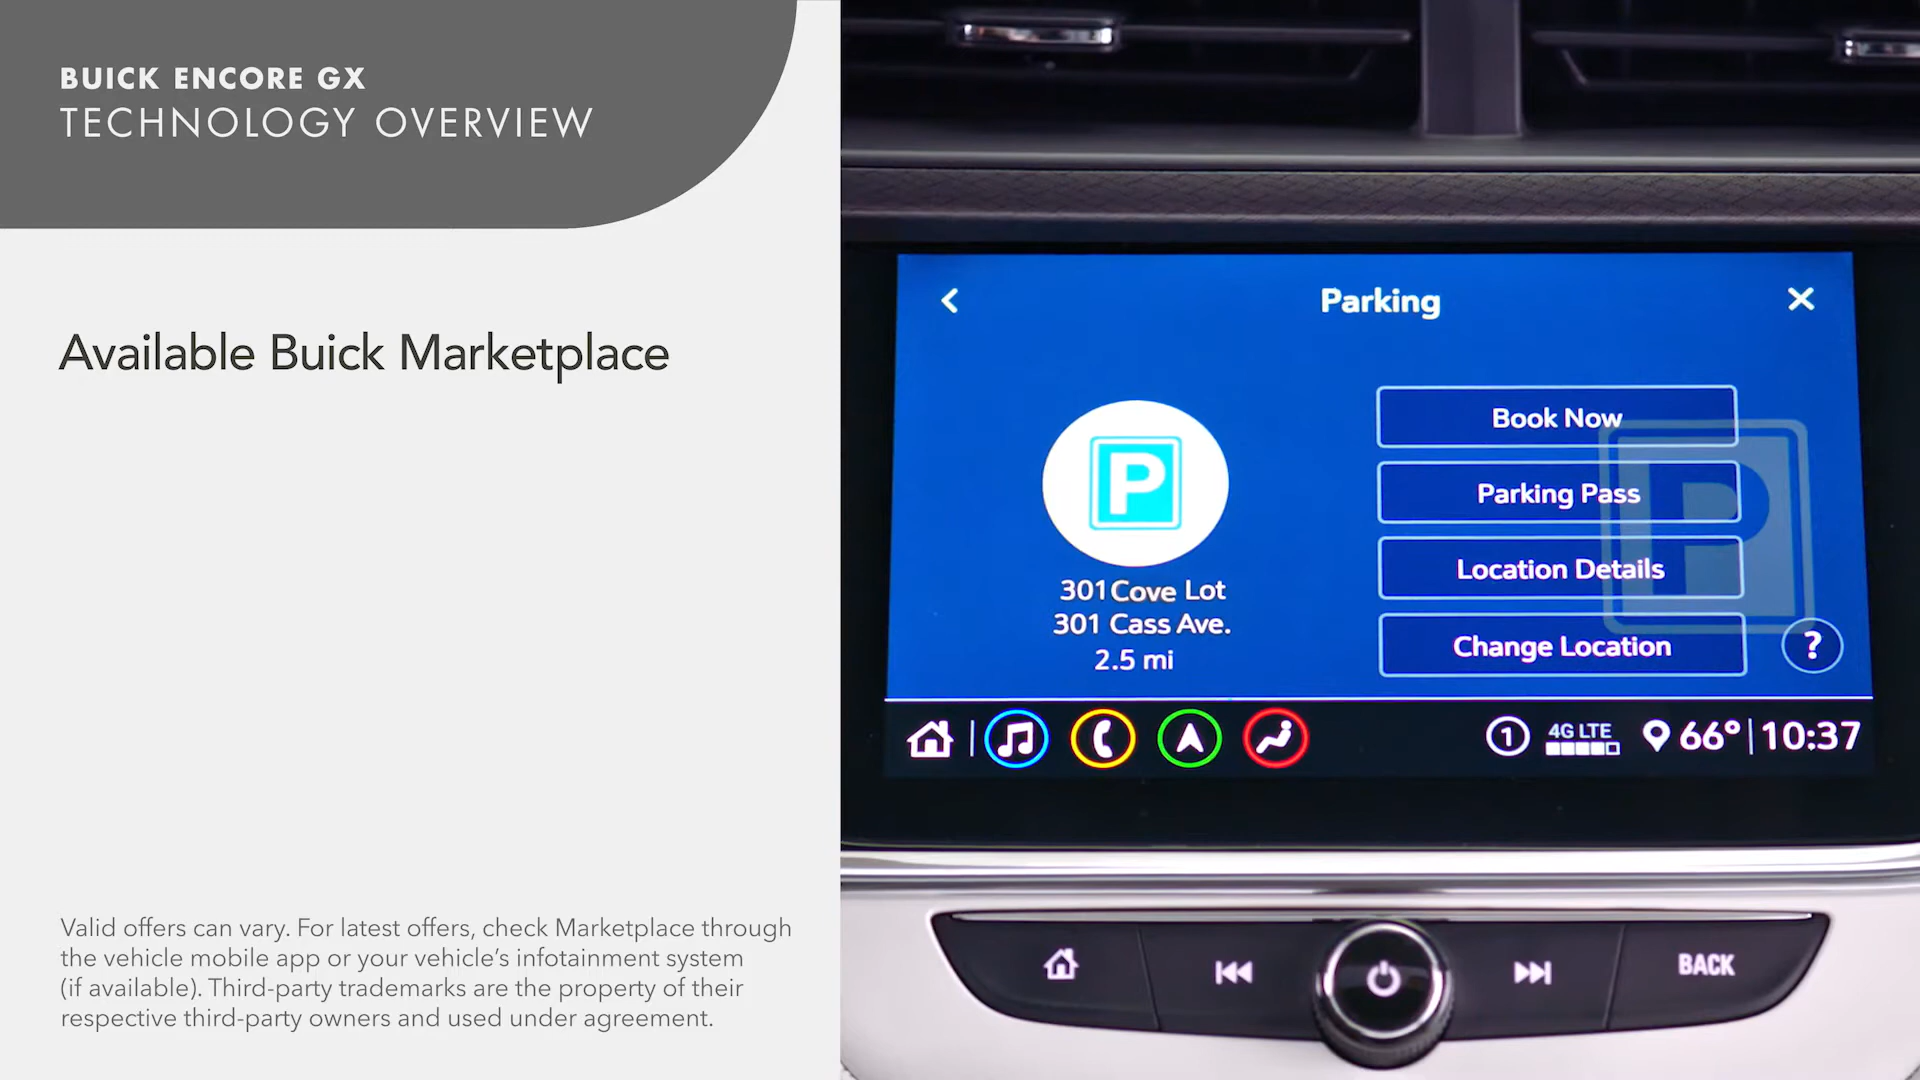 BUICK ENCORE GX
TECHNOLOGY OVERVIEW
Available Buick Marketplace
Valid offers can vary. For latest offers, check Marketplace through
the vehicle mobile app or your vehicle's infotainment system
(if available). Third-party trademarks are the property of their
respective third-party owners and used under agreement.
Parking
P
301 Cove Lot
301 Cass Ave.
2.5 mi
Book Now
Parking Pass
Location Details
Change Location
P
?
1 4G LTE 66° 10:37
BACK